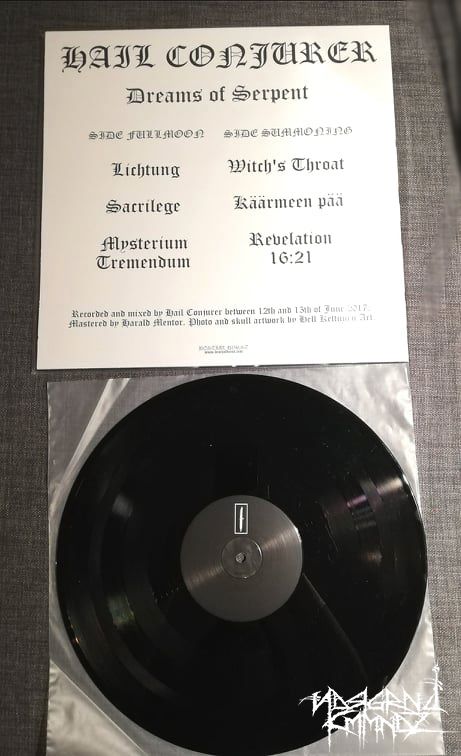 HAIL CONJURER
Dreams of Serpent
SIDE FULLMOON SIDE SUMMONING
Lichtung Witch's Throat
Sacrilege Käärmeen pää
Mysterium Revelation
Tremendum 16:21
Recorded and mixed by Hail Conjurer between 12th and 13th of June 2017.
Mastered by Harald Mentor. Photo and skull artwork by Hell Kettunen Art.